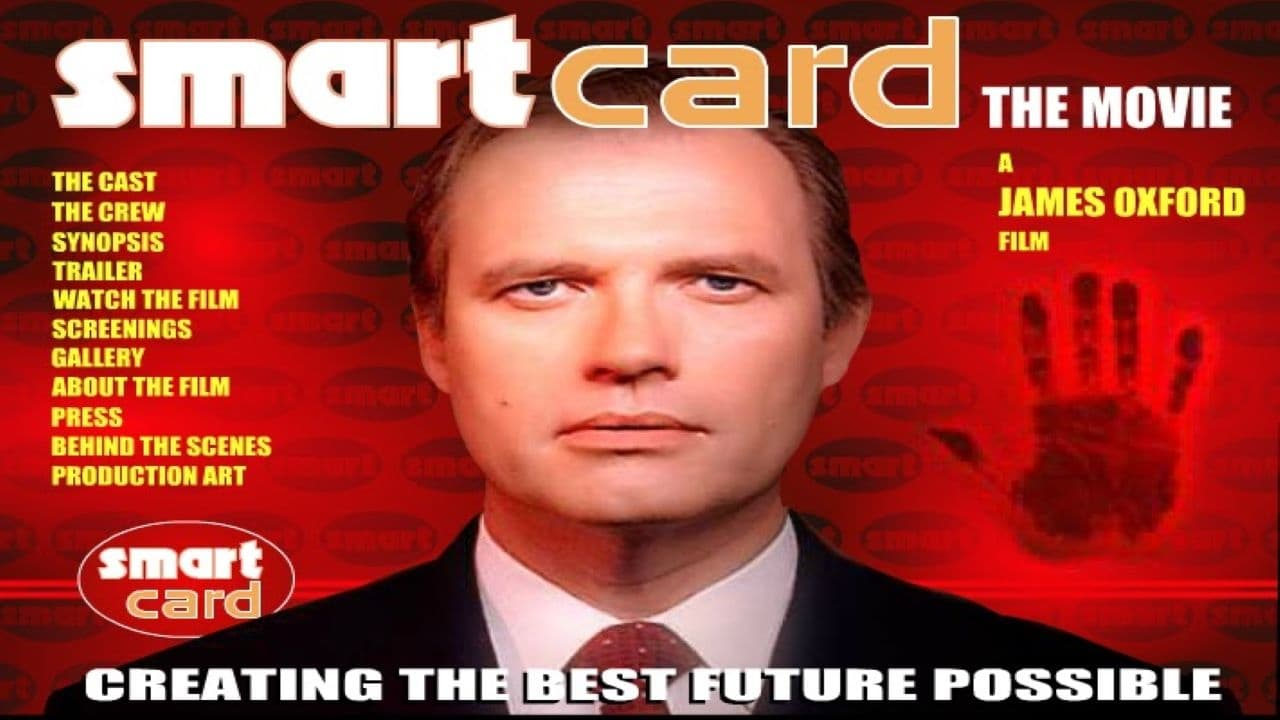 smart card THE MOVIE
A
JAMES OXFORD
FILM
THE CAST
THE CREW
SYNOPSIS
TRAILER
WATCH THE FILM
SCREENINGS
GALLERY
ABOUT THE FILM
PRESS
BEHIND THE SCENES
PRODUCTION ART
smart
card
CREATING THE BEST FUTURE POSSIBLE